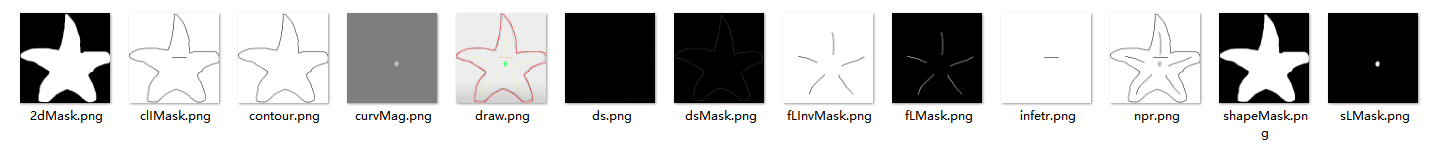 2dMask.png
clIMask.png
contour.png
curvMag.png
draw.png
ds.png
dsMask.png
fLInvMask.png
fLMask.png
infetr.png
npr.png
shapeMask.pn
g
sLMask.png